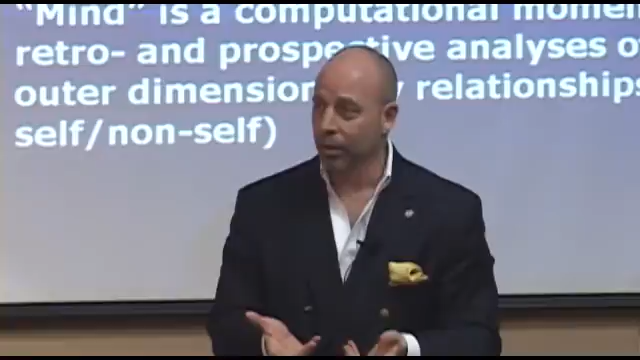 “Mind” is a computational
retro- and prospective analyses
outer relationships
self/non-self)